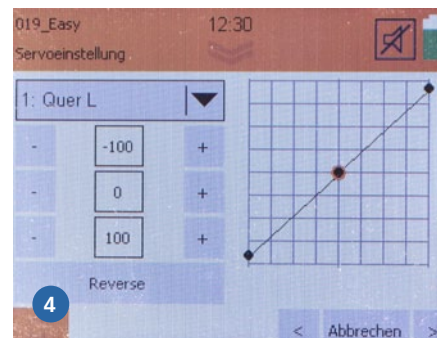 019_Easy 12:30
Servoeinstellung
1: Quer L
- -100 +
- 0 +
- 100 +
Reverse
4
< Abbrechen >